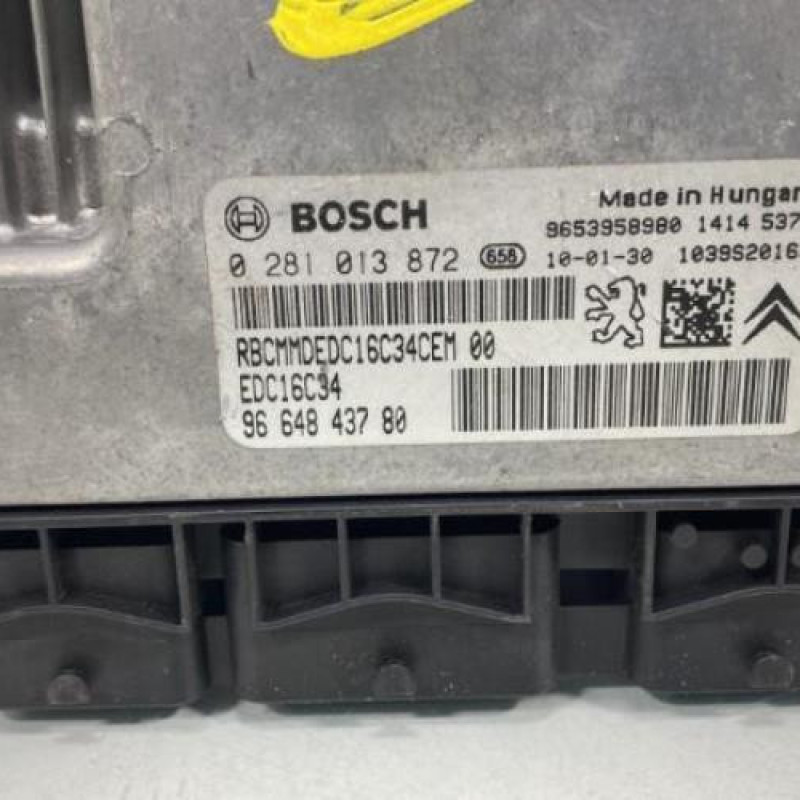 BOSCH
Made in Hungar
9653958980 1414 537
0 281 013 872 658 10-01-30 1039S2016
RBCMMDEDC16C34CEM 00
EDC16C34
96 648 437 80